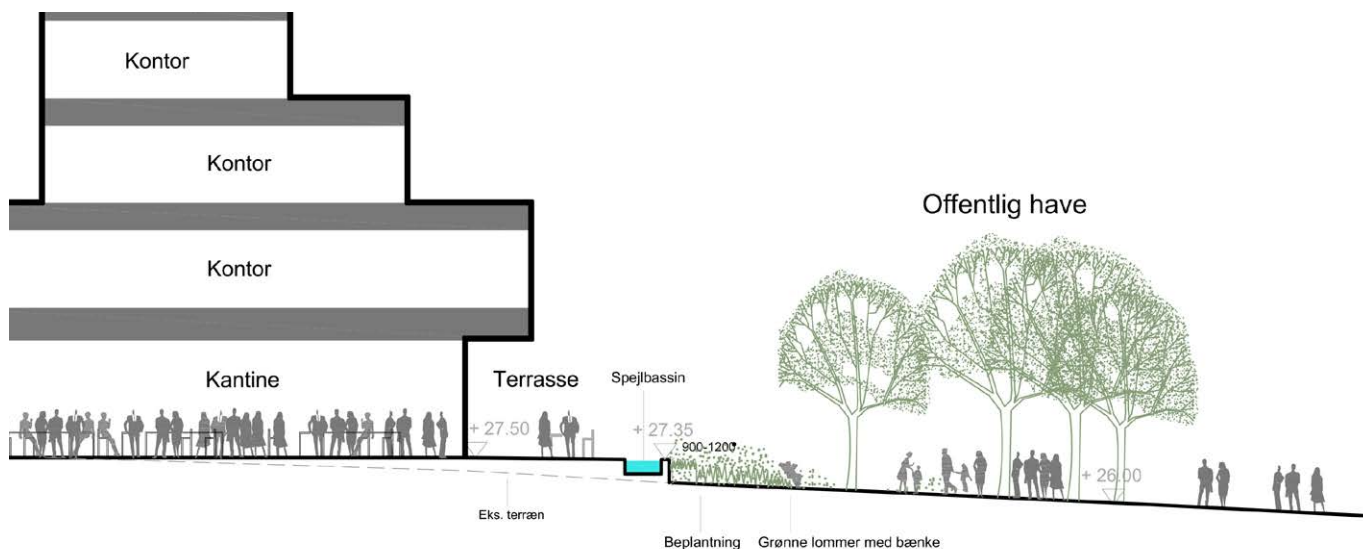 Kontor
Kontor
Offentlig have
Kontor
Kantine
Terrasse
Spejlbassin
+ 27.50
+ 27.35
900-1200
+ 26.00
Eks. terræn
Beplantning
Grønne lommer med bænke